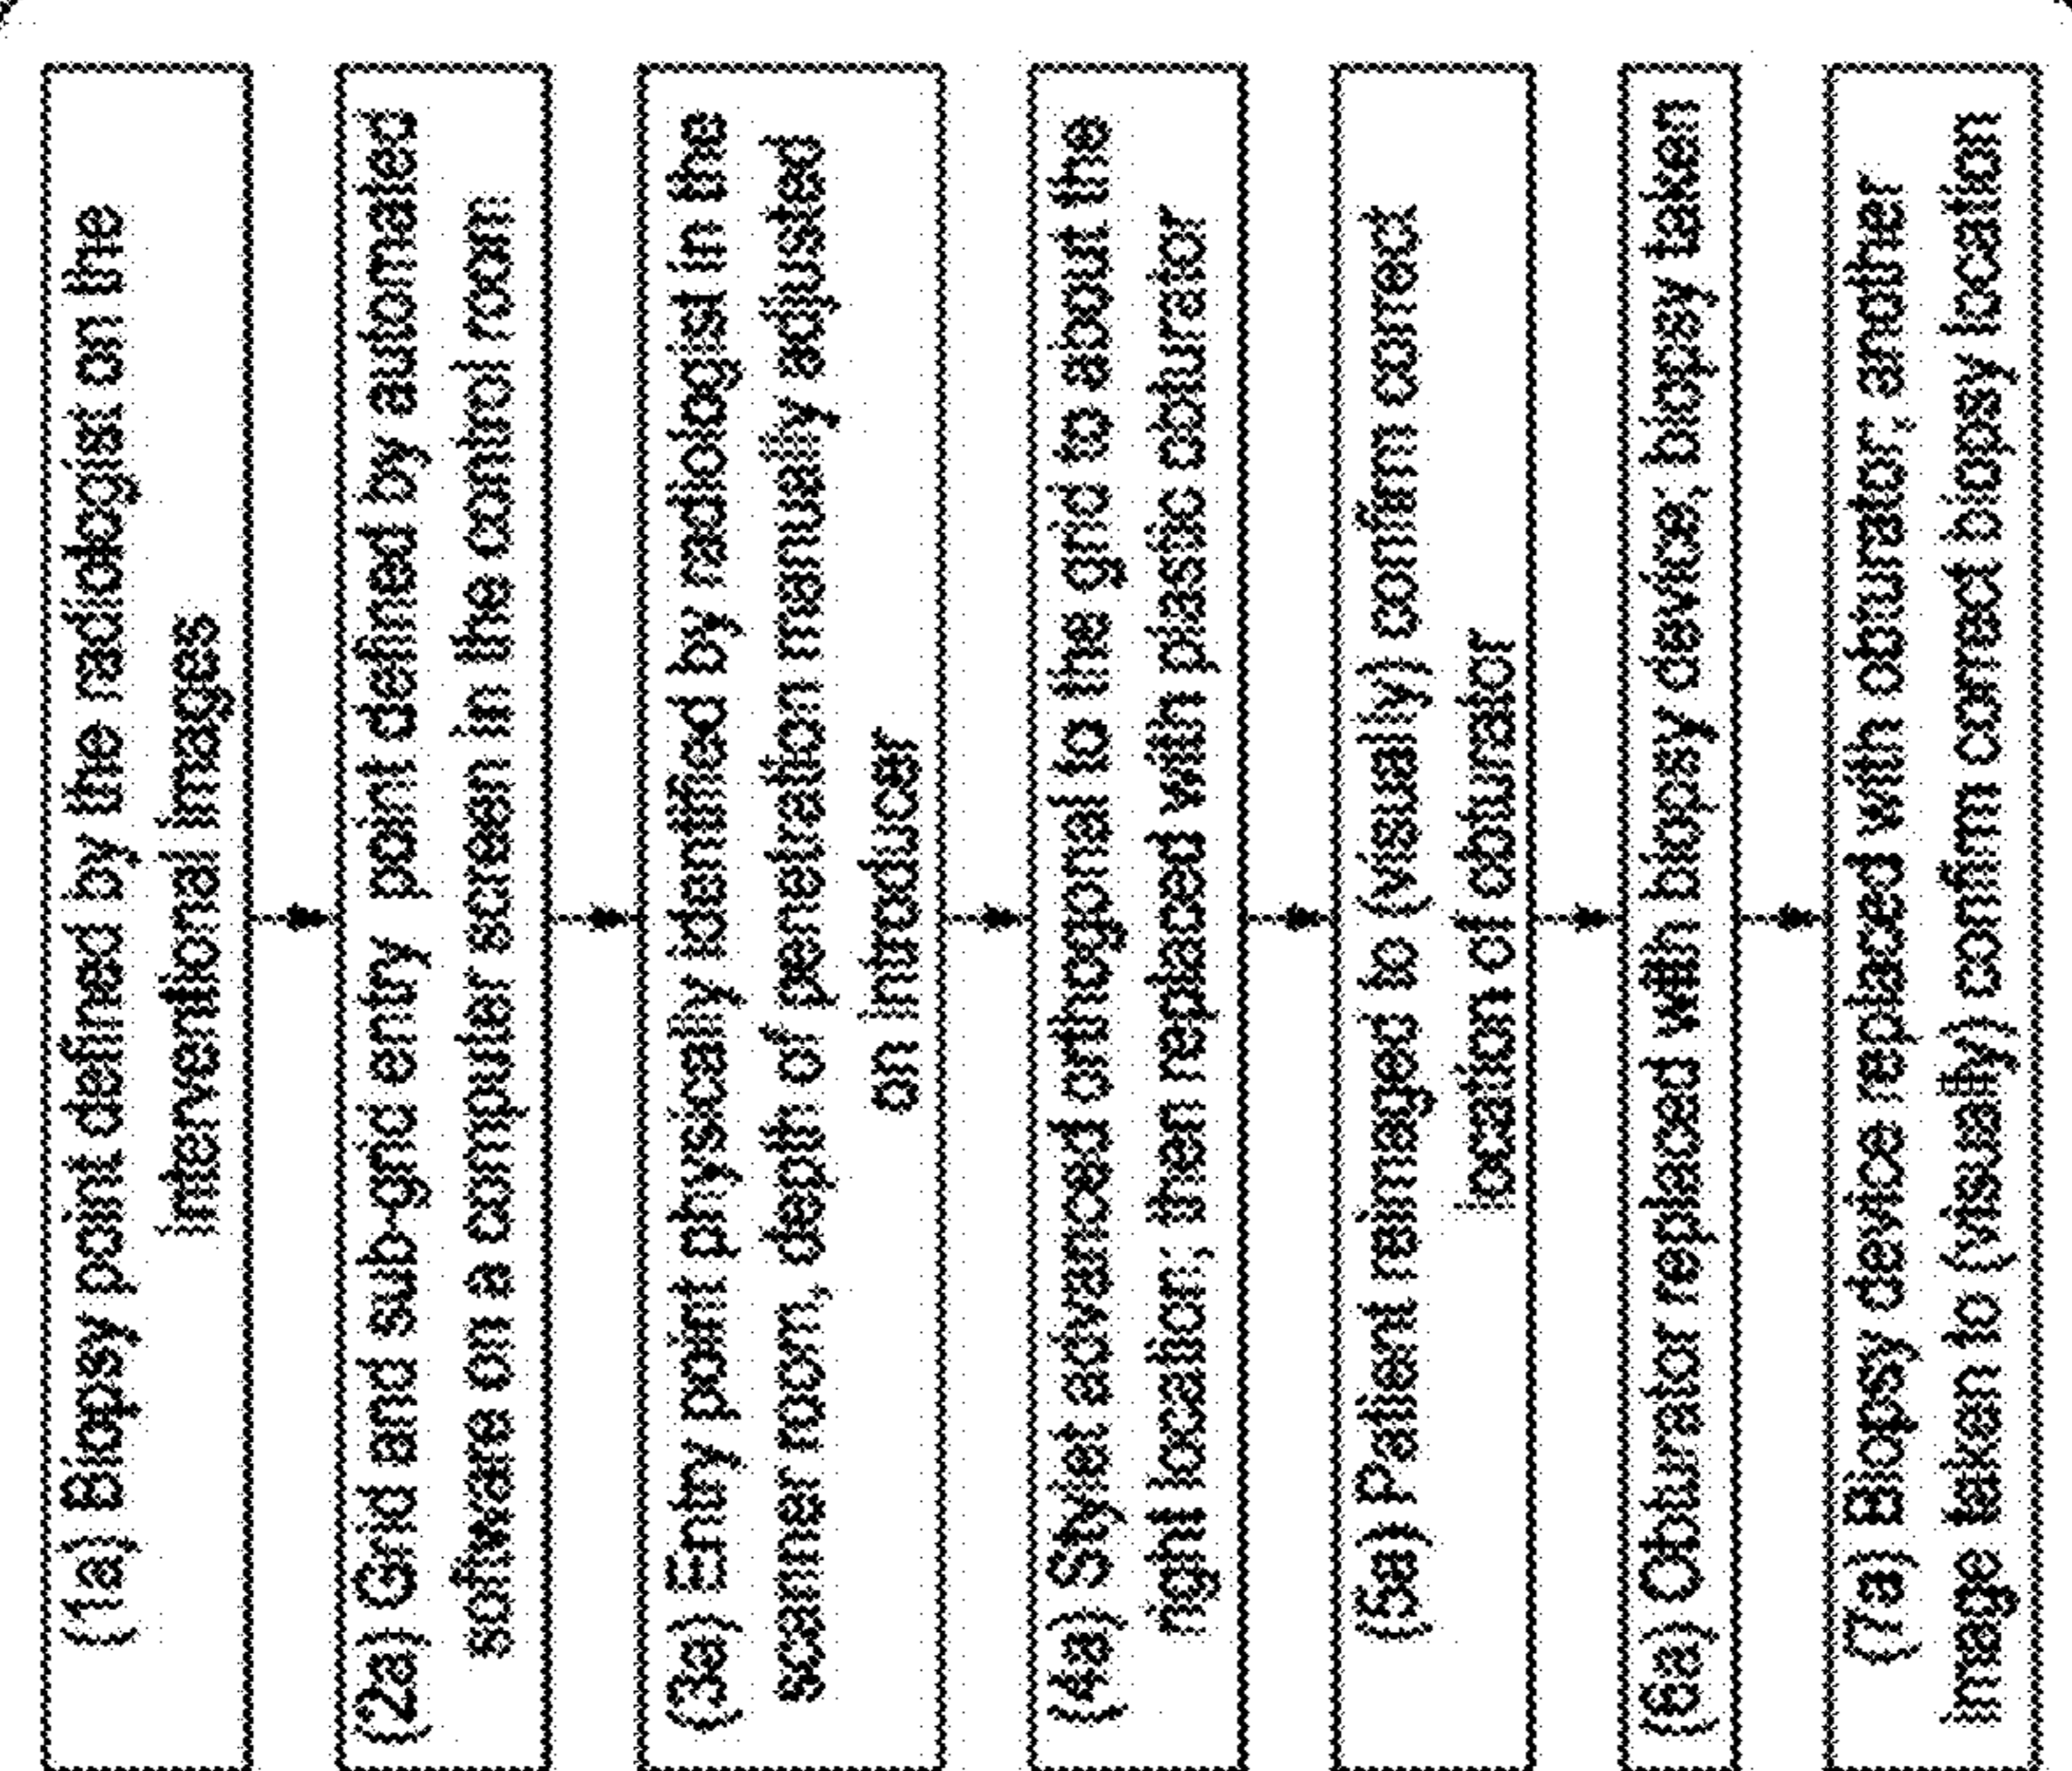 (1a) Biopsy point defined by the radiologist on the
interventional images
(2a) Grid and sub-grid entry point defined by automated
software on a computer screen in the control room
(3a) Entry point physically identified by radiologist in the
scanner room, depth of penetration manually adjusted
on introducer
(4a) Stylet advanced orthogonal to the grid to about the
right location; then replaced with plastic obturator
(5a) Patient reimaged to (visually) confirm correct
location of obturator
(6a) Obturator replaced with biopsy device; biopsy taken
(7a) Biopsy device replaced with obturator; another
image taken to (visually) confirm correct biopsy location